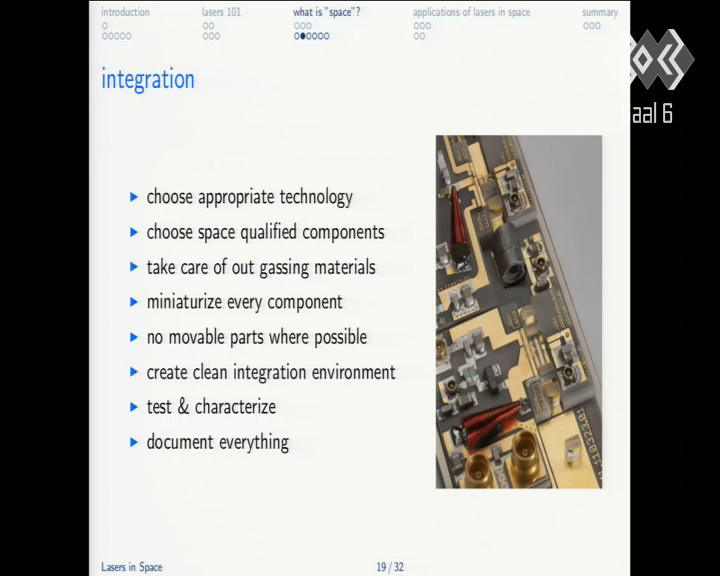 introduction
lasers 101
what is "space"?
applications of lasers in space
summary
integration
aal 6
choose appropriate technology
choose space qualified components
take care of out gassing materials
miniaturize every component
no movable parts where possible
create clean integration environment
test & characterize
document everything
Lasers in Space
19 / 32